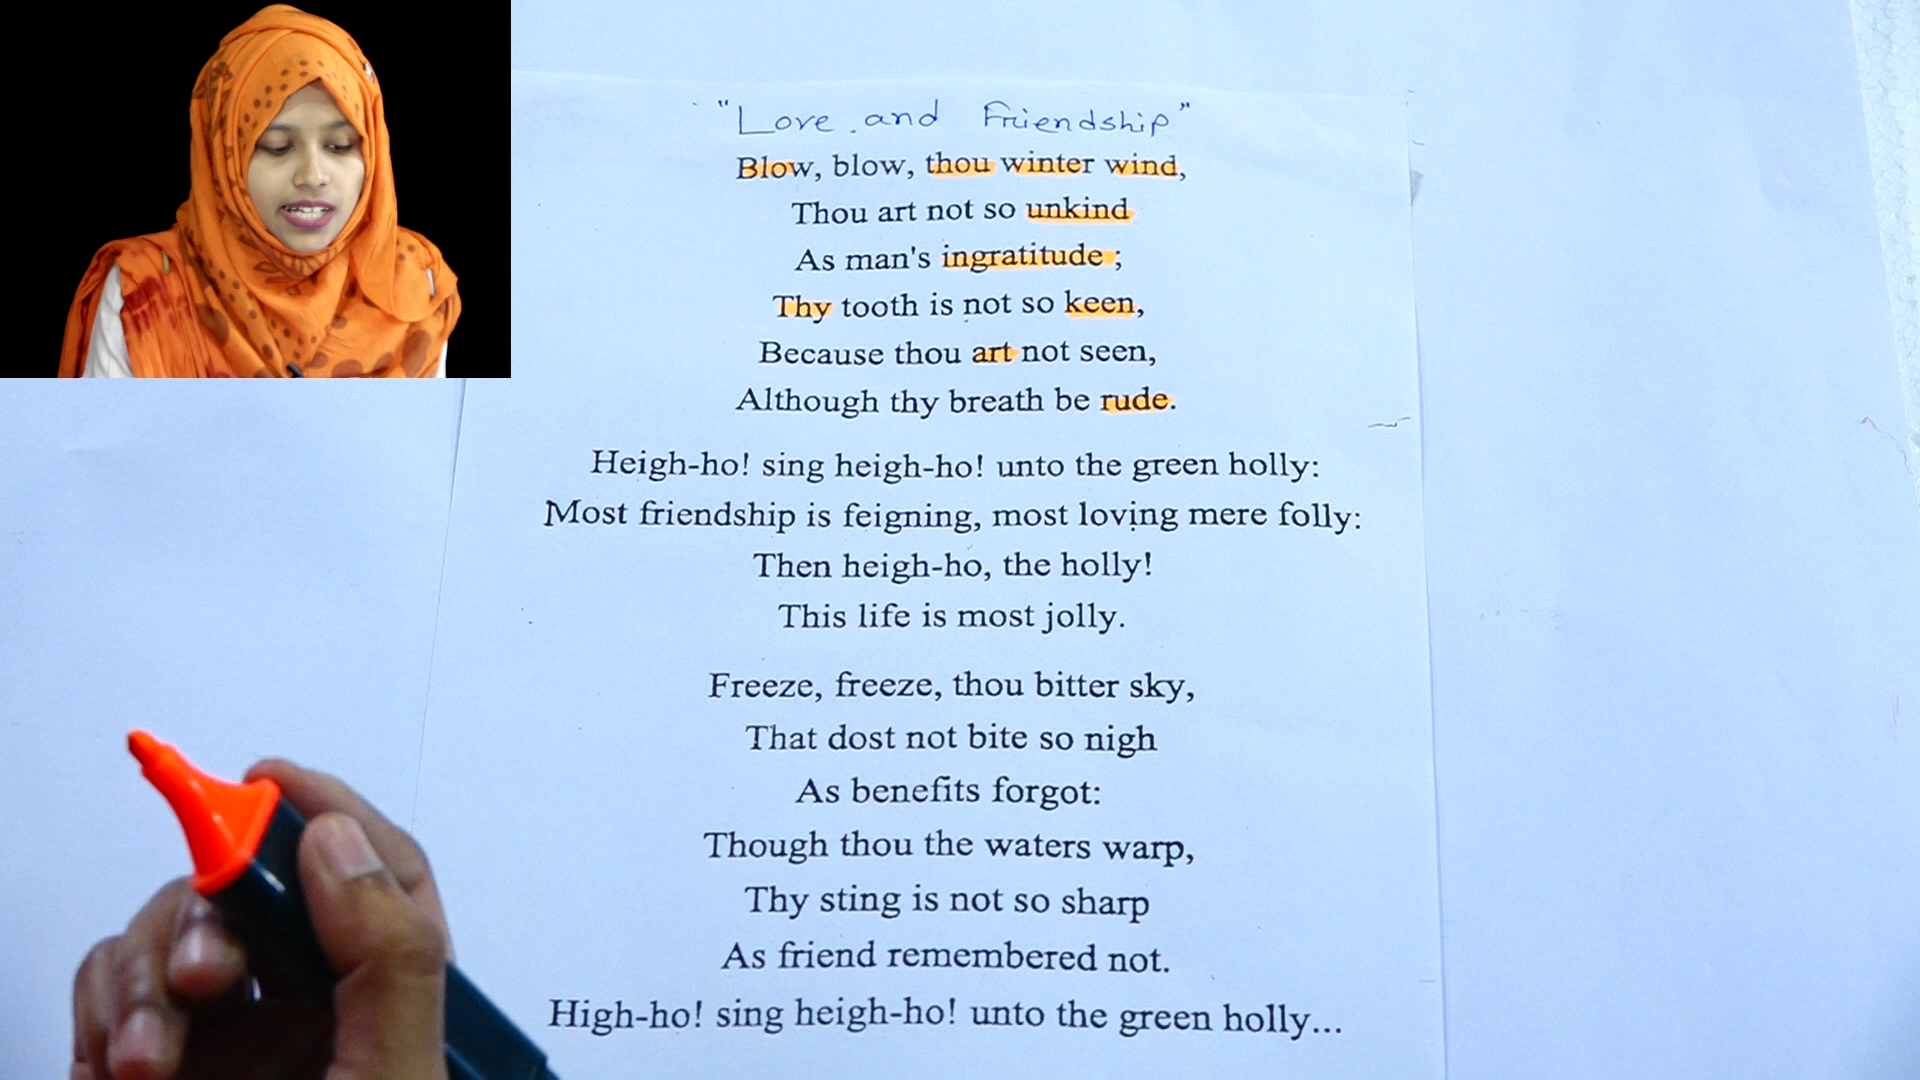 "Love and Friendship"
Blow, blow, thou winter wind,
Thou art not so unkind
As man's ingratitude ;
Thy tooth is not so keen,
Because thou art not seen,
Although thy breath be rude.
Heigh-ho! sing heigh-ho! unto the green holly:
Most friendship is feigning, most loving mere folly:
Then heigh-ho, the holly!
This life is most jolly.
Freeze, freeze, thou bitter sky,
That dost not bite so nigh
As benefits forgot:
Though thou the waters warp,
Thy sting is not so sharp
As friend remembered not.
High-ho! sing heigh-ho! unto the green holly...